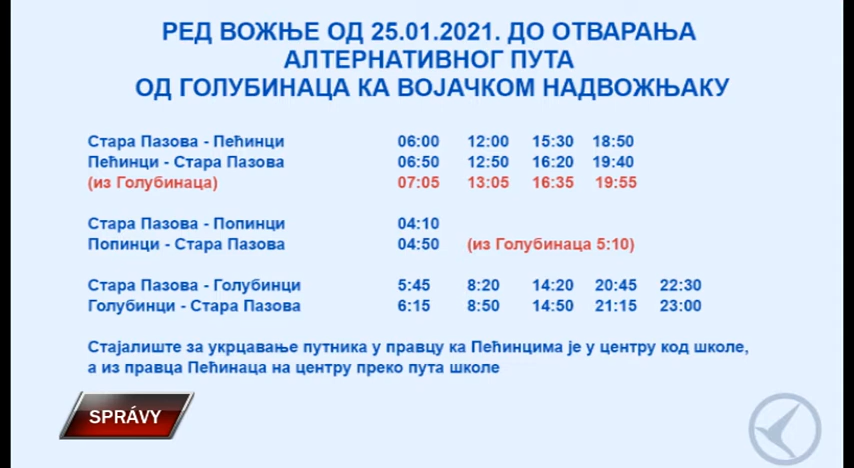 РЕД ВОЖЊЕ ОД 25.01.2021. ДО ОТВАРАЊА
АЛТЕРНАТИВНОГ ПУТА
ОД ГОЛУБИНАЦА КА ВОЈАЧКОМ НАДВОЖЊАКУ
Стара Пазова - Пећинци 06:00 12:00 15:30 18:50
Пећинци - Стара Пазова 06:50 12:50 16:20 19:40
(из Голубинаца) 07:05 13:05 16:35 19:55
Стара Пазова - Попинци 04:10
Попинци - Стара Пазова 04:50 (из Голубинаца 5:10)
Стара Пазова - Голубинци 5:45 8:20 14:20 20:45 22:30
Голубинци - Стара Пазова 6:15 8:50 14:50 21:15 23:00
Стајалиште за укрцавање путника у правцу ка Пећинцима је у центру код школе,
а из правца Пећинаца на центру преко пута школе
SPRÁVY